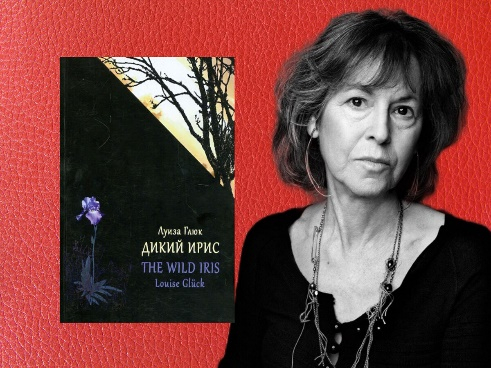 Луиза Глюк
ДИКИЙ ИРИС
THE WILD IRIS
Louise Glück